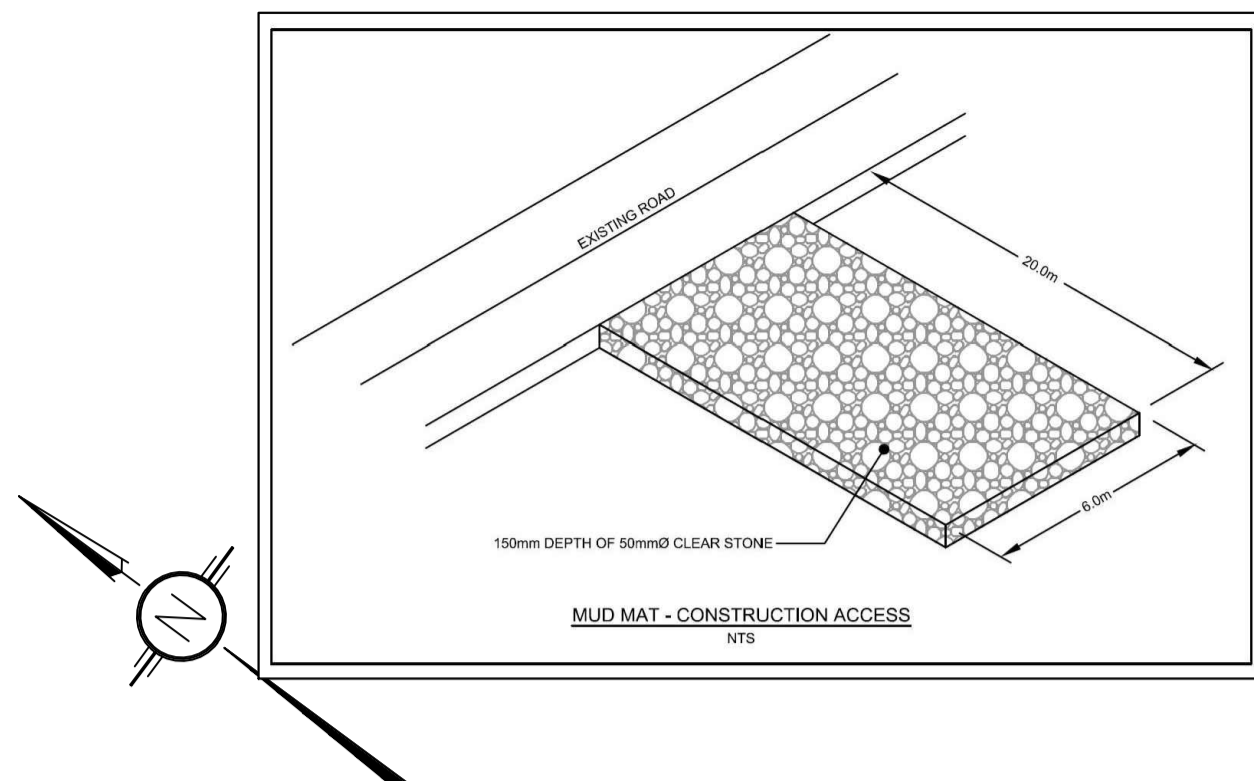 EXISTING ROAD
20.0m
6.0m
150mm DEPTH OF 50mmØ CLEAR STONE
MUD MAT - CONSTRUCTION ACCESS
NTS
N